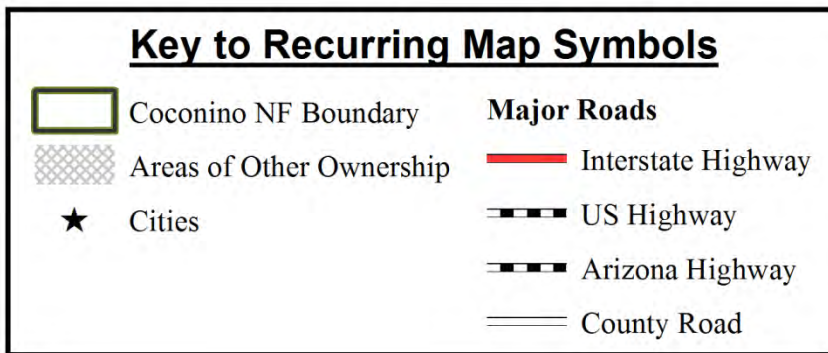 Key to Recurring Map Symbols
Coconino NF Boundary
Areas of Other Ownership
Cities
Major Roads
Interstate Highway
US Highway
Arizona Highway
County Road